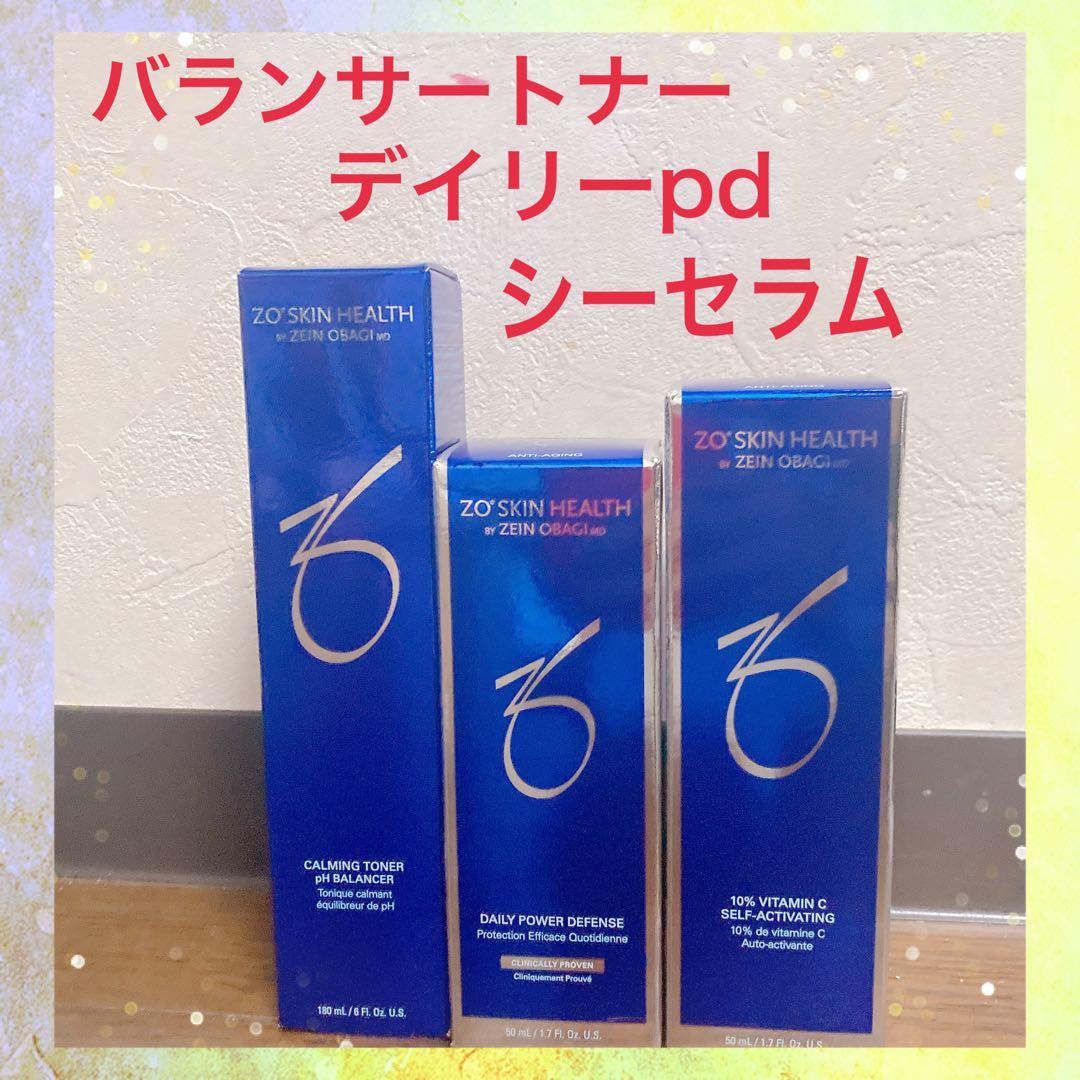 バランサートナー
デイリーpd
シーセラム
ZO® SKIN HEALTH
BY ZEIN OBAGI MD
CALMING TONER
pH BALANCER
Tonique calmant
équilibreur de pH
180 mL / 6 Fl. Oz. U.S.
ANTI-AGING
ZO® SKIN HEALTH
BY ZEIN OBAGI MD
DAILY POWER DEFENSE
Protection Efficace Quotidienne
CLINICALLY PROVEN
Cliniquement Prouvé
50 mL / 1.7 Fl. Oz. U.S.
ANTI-AGING
ZO® SKIN HEALTH
BY ZEIN OBAGI MD
10% VITAMIN C
SELF-ACTIVATING
10% de vitamine C
Auto-activante
50 mL / 1.7 Fl. Oz. U.S.